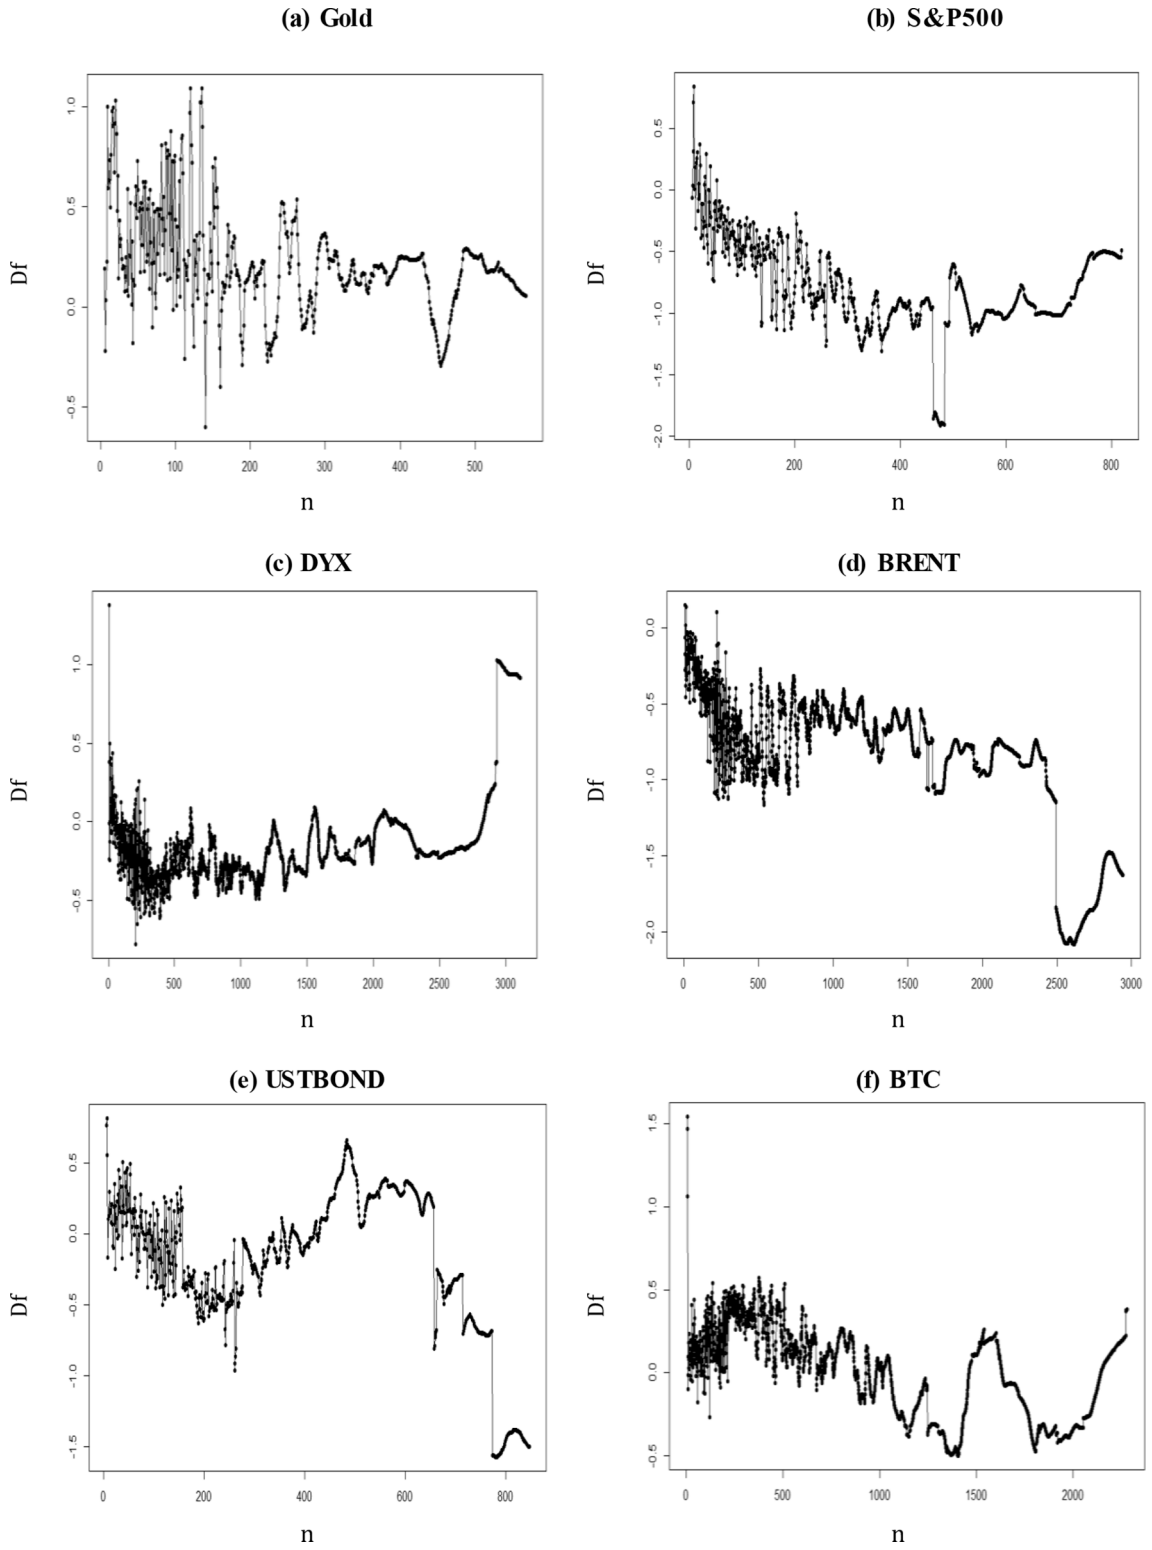 (a) Gold
Df
1.0
0.5
0.0
-0.5
0 100 200 300 400 500
n
(b) S&P500
Df
0.5
0.0
-0.5
-1.0
-1.5
-2.0
0 200 400 600 800
n
(c) DYX
Df
1.0
0.5
0.0
-0.5
0 500 1000 1500 2000 2500 3000
n
(d) BRENT
Df
0.0
-0.5
-1.0
-1.5
-2.0
0 500 1000 1500 2000 2500 3000
n
(e) USTBOND
Df
0.5
0.0
-0.5
-1.0
-1.5
0 200 400 600 800
n
(f) BTC
Df
1.5
1.0
0.5
0.0
-0.5
0 500 1000 1500 2000
n